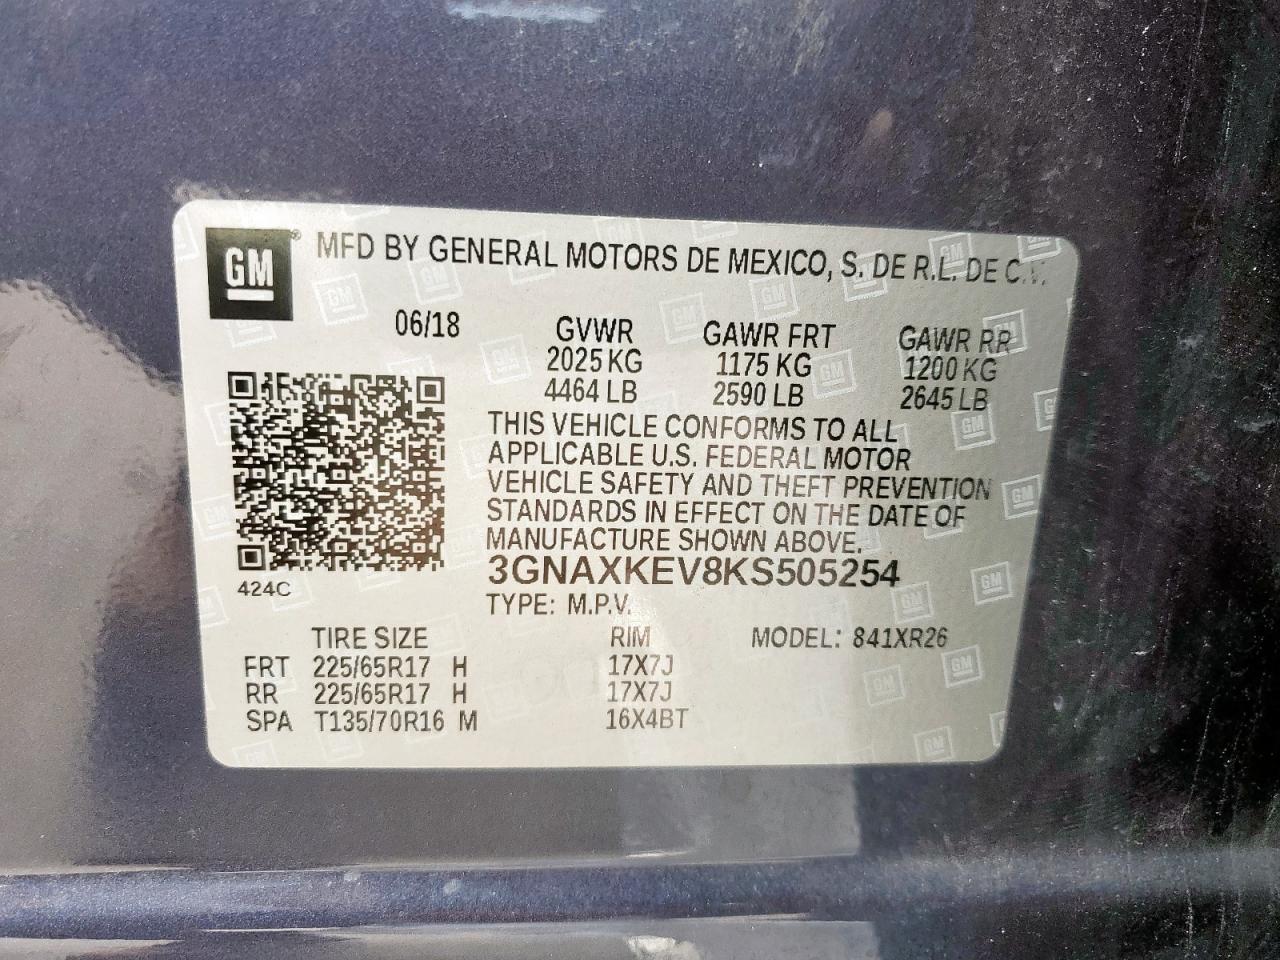 GM® MFD BY GENERAL MOTORS DE MEXICO, S. DE R.L. DE C.V.
06/18 GVWR GAWR FRT GAWR RR
2025 KG 1175 KG 1200 KG
4464 LB 2590 LB 2645 LB
THIS VEHICLE CONFORMS TO ALL
APPLICABLE U.S. FEDERAL MOTOR
VEHICLE SAFETY AND THEFT PREVENTION
STANDARDS IN EFFECT ON THE DATE OF
MANUFACTURE SHOWN ABOVE.
3GNAXKEV8KS505254
424C
TYPE: M.P.V.
TIRE SIZE RIM MODEL: 841XR26
FRT 225/65R17 H 17X7J
RR 225/65R17 H 17X7J
SPA T135/70R16 M 16X4BT